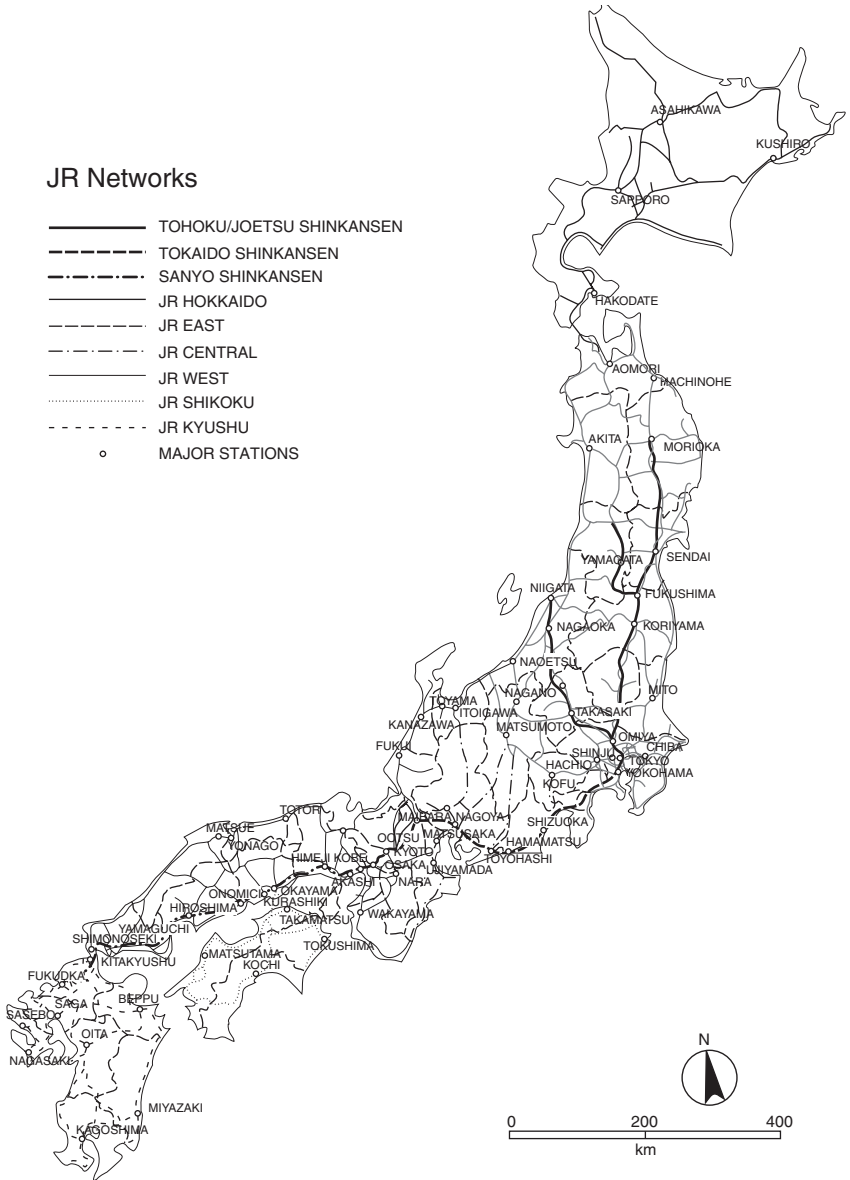 JR Networks
TOHOKU/JOETSU SHINKANSEN
TOKAIDO SHINKANSEN
SANYO SHINKANSEN
JR HOKKAIDO
JR EAST
JR CENTRAL
JR WEST
JR SHIKOKU
JR KYUSHU
MAJOR STATIONS
ASAHIKAWA
KUSHIRO
SAPPORO
HAKODATE
AOMORI
HACHINOHE
AKITA
MORIOKA
YAMAGATA
SENDAI
NIIGATA
FUKUSHIMA
NAGAOKA
KORIYAMA
NAOETSU
NAGANO
MITO
TOYAMA
ITOIGAWA
TAKASAKI
KANAZAWA
MATSUMOTO
OMIYA
FUKUI
SHINJU
CHIBA
HACHIO
TOKYO
YOKOHAMA
KOFU
TOTORI
MAIBARA
NAGOYA
SHIZUOKA
MATSUE
OOTSU
MATSUSAKA
HAMAMATSU
YONAGO
KYOTO
TOYOHASHI
HIMEJI
KOBE
OSAKA
UJIYAMADA
AKASHI
NARA
ONOMICI
OKAYAMA
KURASHIKI
HIROSHIMA
WAKAYAMA
TAKAMATSU
YAMAGUCHI
SHIMONOSEKI
TOKUSHIMA
MATSUTAMA
KITAKYUSHU
KOCHI
FUKUDKA
BEPPU
SAGA
SASEBO
OITA
NAGASAKI
MIYAZAKI
KAGOSHIMA
N
0 200 400
km